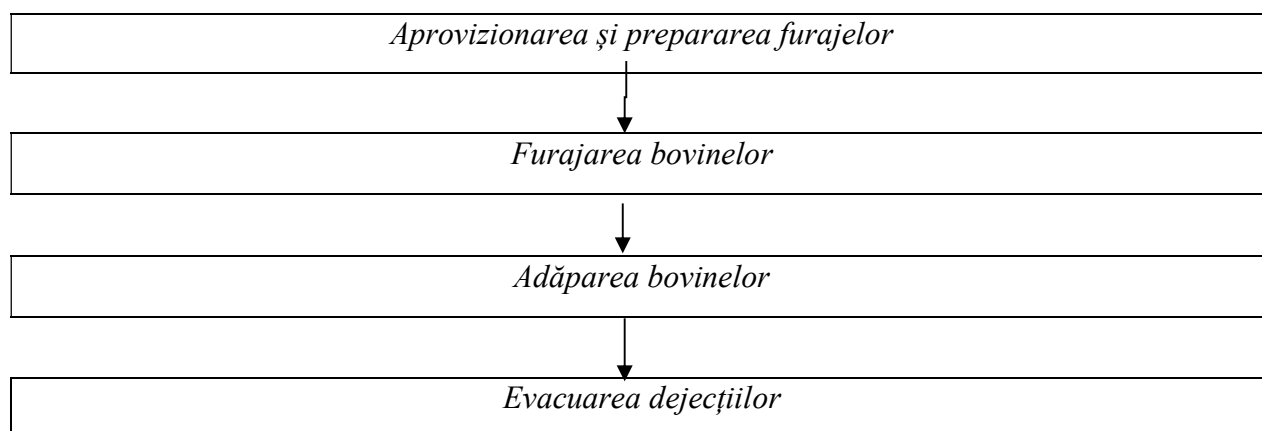 Aprovizionarea și prepararea furajelor
Furajarea bovinelor
Adăparea bovinelor
Evacuarea dejecțiilor